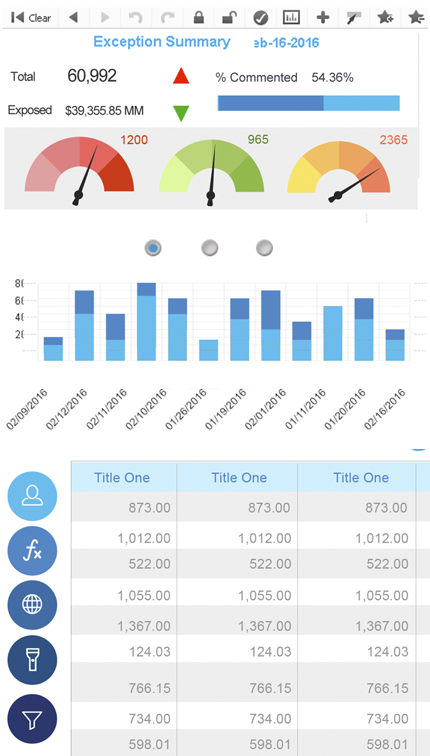 Clear
Exception Summary eb-16-2016
Total 60,992 % Commented 54.36%
Exposed $39,355.85 MM
1200 965 2365
02/09/2016 02/12/2016 02/11/2016 02/10/2016 01/26/2016 01/19/2016 02/01/2016 01/11/2016 01/20/2016 02/16/2016
Title One Title One Title One
873.00 873.00 873.00
fx 1,012.00 1,012.00 1,012.00
522.00 522.00 522.00
1,055.00 1,055.00 1,055.00
1,367.00 1,367.00 1,367.00
124.03 124.03 124.03
766.15 766.15 766.15
734.00 734.00 734.00
598.01 598.01 598.01